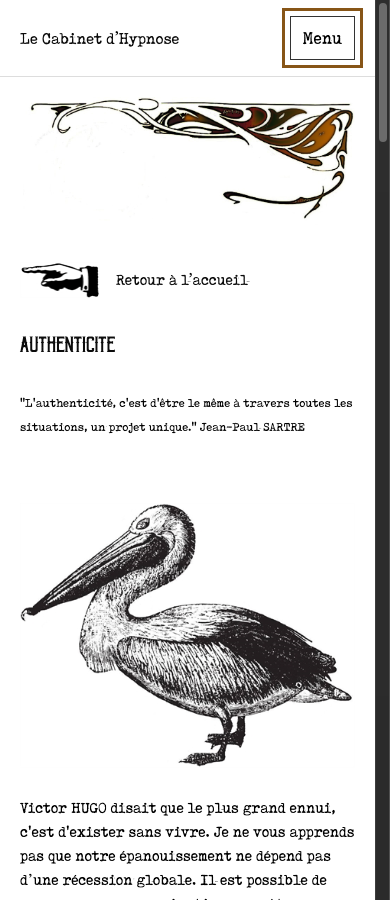 Le Cabinet d'Hypnose
Menu
Retour à l'accueil
AUTHENTICITE
"L'authenticité, c'est d'être le même à travers toutes les
situations, un projet unique." Jean-Paul SARTRE
Victor HUGO disait que le plus grand ennui,
c'est d'exister sans vivre. Je ne vous apprends
pas que notre épanouissement ne dépend pas
d'une récession globale. Il est possible de